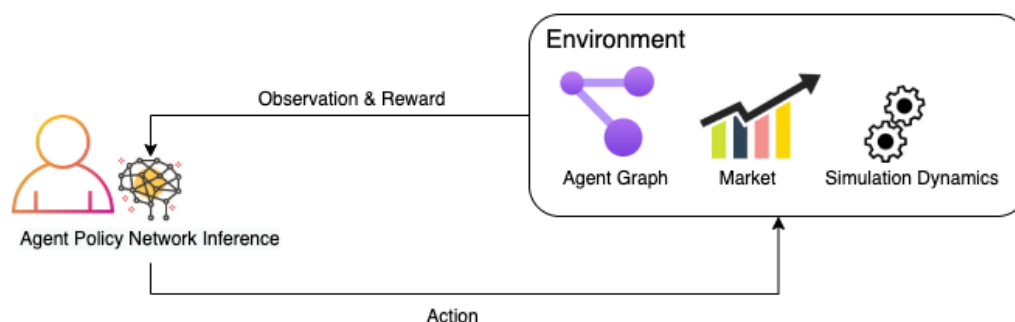 Environment
Observation & Reward
Agent Graph
Market
Simulation Dynamics
Agent Policy Network Inference
Action